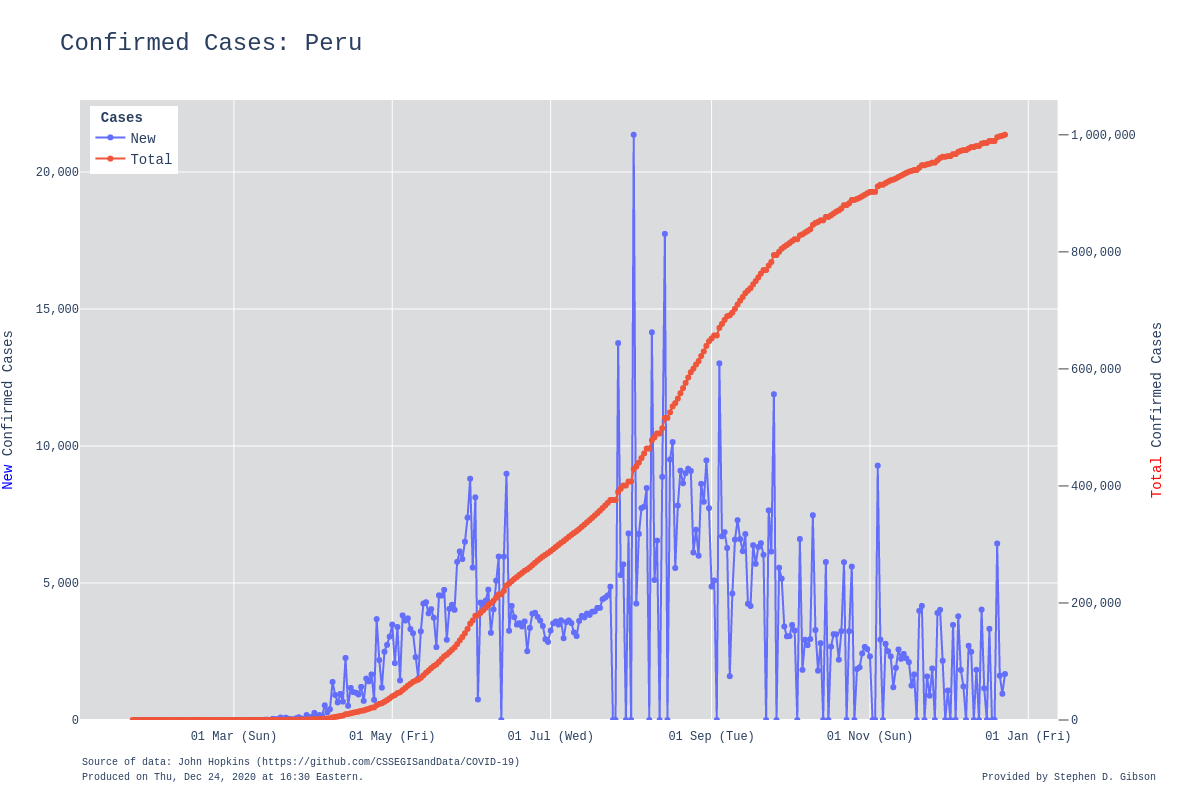 Confirmed Cases: Peru
Cases
New
Total
20,000
15,000
10,000
5,000
0
New Confirmed Cases
1,000,000
800,000
600,000
400,000
200,000
0
Total Confirmed Cases
01 Mar (Sun)
01 May (Fri)
01 Jul (Wed)
01 Sep (Tue)
01 Nov (Sun)
01 Jan (Fri)
Source of data: John Hopkins (https://github.com/CSSEGISandData/COVID-19)
Produced on Thu, Dec 24, 2020 at 16:30 Eastern.
Provided by Stephen D. Gibson